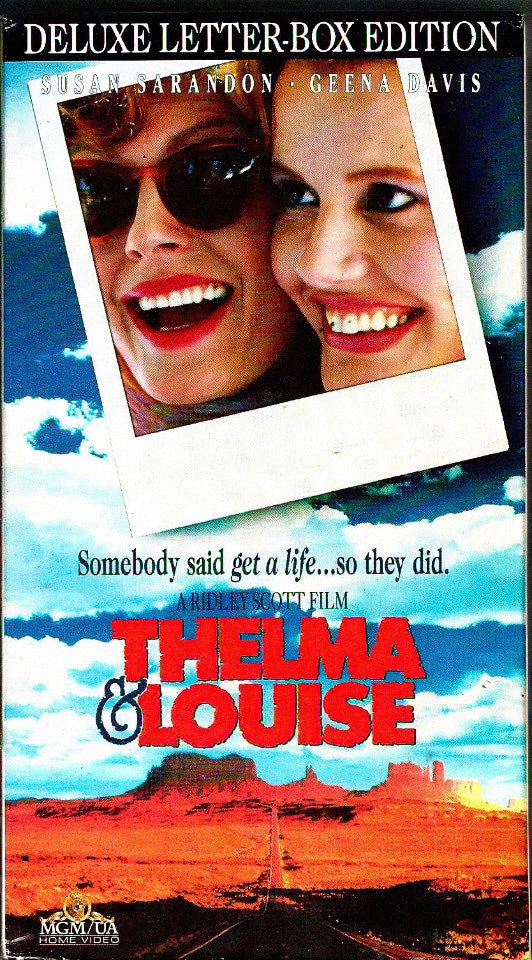 DELUXE LETTER-BOX EDITION
SUSAN SARANDON · GEENA DAVIS
Somebody said get a life...so they did.
A RIDLEY SCOTT FILM
THELMA
& LOUISE
MGM/UA
HOME VIDEO